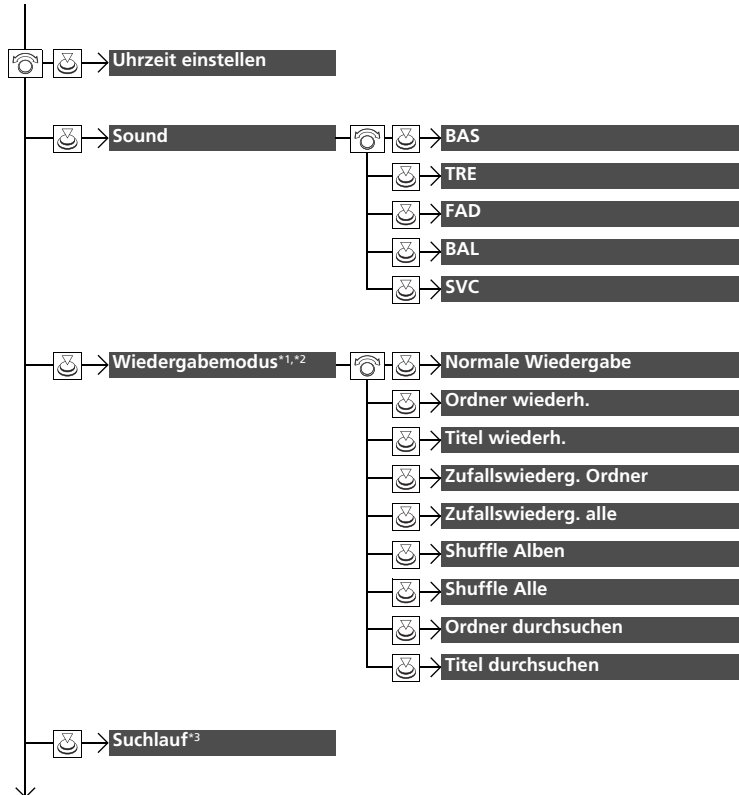 Uhrzeit einstellen
Sound
BAS
TRE
FAD
BAL
SVC
Wiedergabemodus*1,*2
Normale Wiedergabe
Ordner wiederh.
Titel wiederh.
Zufallswiederg. Ordner
Zufallswiederg. alle
Shuffle Alben
Shuffle Alle
Ordner durchsuchen
Titel durchsuchen
Suchlauf*3